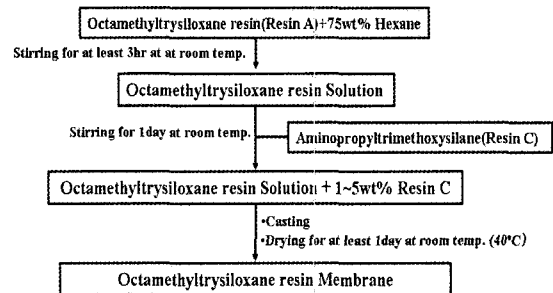 Octamethyltrysiloxane resin(Resin A)+75wt% Hexane
Stirring for at least 3hr at at room temp.
Octamethyltrysiloxane resin Solution
Stirring for 1day at room temp.
Aminopropyltrimethoxysilane(Resin C)
Octamethyltrysiloxane resin Solution + 1~5wt% Resin C
•Casting
•Drying for at least 1day at room temp. (40°C)
Octamethyltrysiloxane resin Membrane